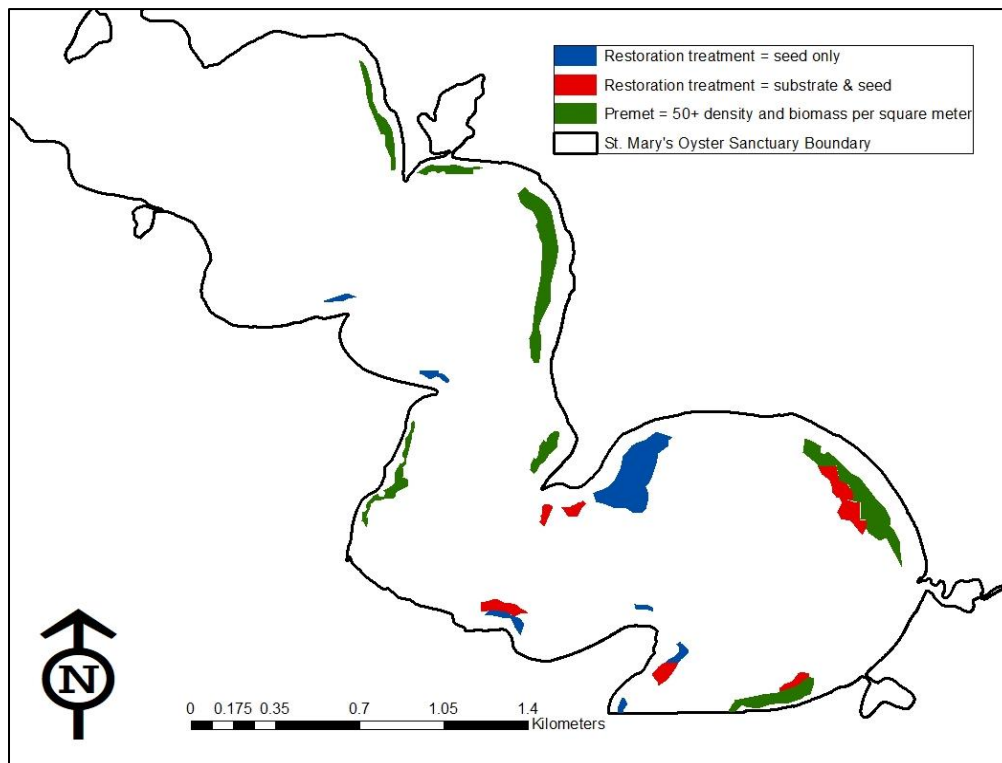 Restoration treatment = seed only
Restoration treatment = substrate & seed
Premet = 50+ density and biomass per square meter
St. Mary's Oyster Sanctuary Boundary
N
0 0.175 0.35 0.7 1.05 1.4
Kilometers